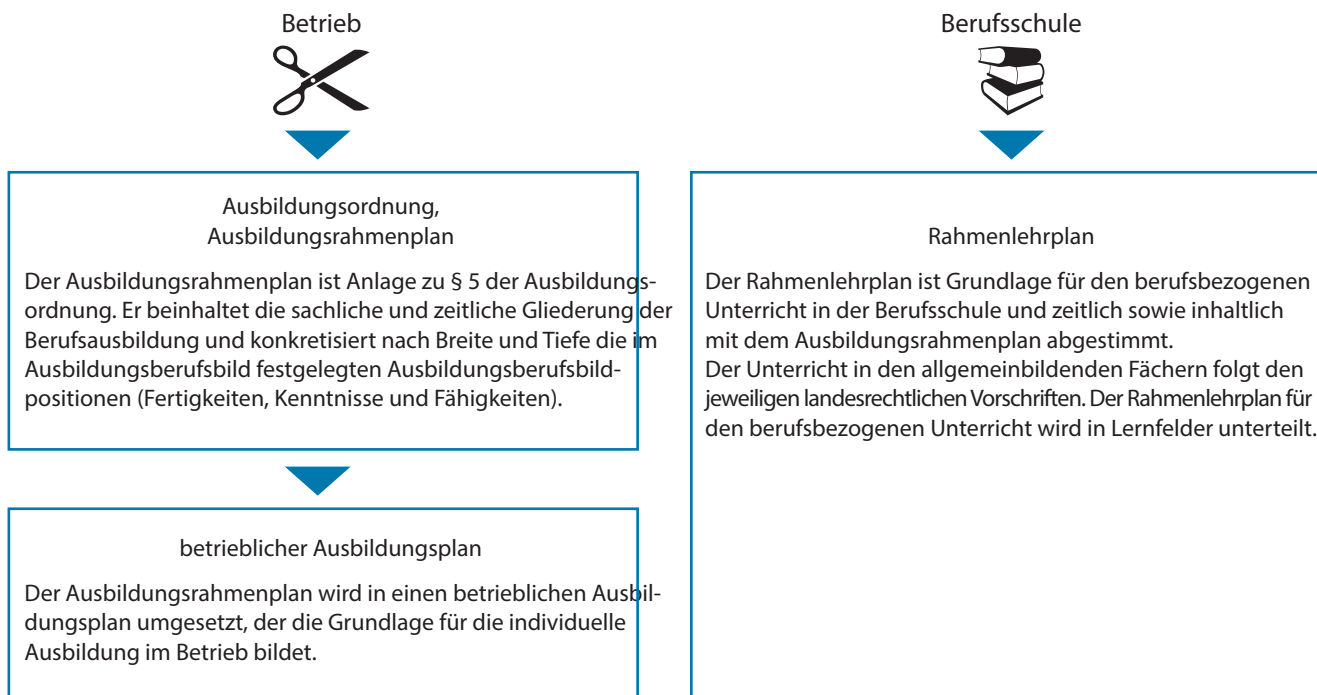 Betrieb
Ausbildungsordnung,
Ausbildungsrahmenplan
Der Ausbildungsrahmenplan ist Anlage zu § 5 der Ausbildungs-
ordnung. Er beinhaltet die sachliche und zeitliche Gliederung der
Berufsausbildung und konkretisiert nach Breite und Tiefe die im
Ausbildungsberufsbild festgelegten Ausbildungsberufsbild-
positionen (Fertigkeiten, Kenntnisse und Fähigkeiten).
betrieblicher Ausbildungsplan
Der Ausbildungsrahmenplan wird in einen betrieblichen Ausbil-
dungsplan umgesetzt, der die Grundlage für die individuelle
Ausbildung im Betrieb bildet.
Berufsschule
Rahmenlehrplan
Der Rahmenlehrplan ist Grundlage für den berufsbezogenen
Unterricht in der Berufsschule und zeitlich sowie inhaltlich
mit dem Ausbildungsrahmenplan abgestimmt.
Der Unterricht in den allgemeinbildenden Fächern folgt den
jeweiligen landesrechtlichen Vorschriften. Der Rahmenlehrplan für
den berufsbezogenen Unterricht wird in Lernfelder unterteilt.